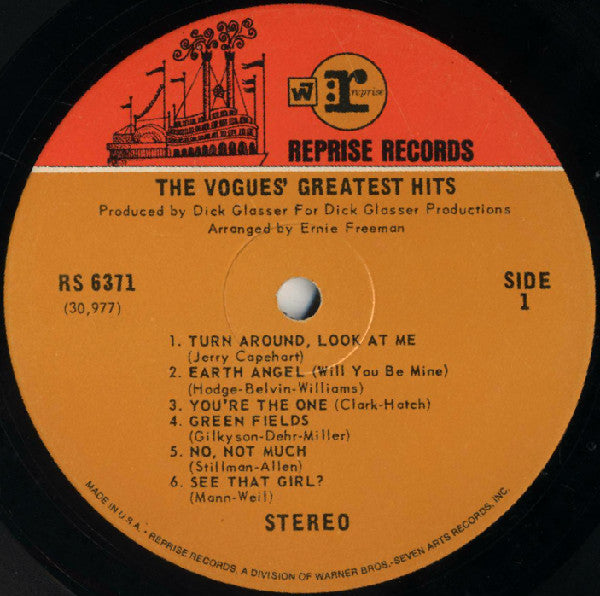 W7 r: reprise
REPRISE RECORDS
THE VOGUES' GREATEST HITS
Produced by Dick Glasser For Dick Glasser Productions
Arranged by Ernie Freeman
RS 6371
(30,977)
SIDE
1
1. TURN AROUND, LOOK AT ME
(Jerry Capehart)
2. EARTH ANGEL (Will You Be Mine)
(Hodge-Belvin-Williams)
3. YOU'RE THE ONE (Clark-Hatch)
4. GREEN FIELDS
(Gilkyson-Dehr-Miller)
5. NO, NOT MUCH
(Stillman-Allen)
6. SEE THAT GIRL?
(Mann-Weil)
STEREO
MADE IN U.S.A. - REPRISE RECORDS, A DIVISION OF WARNER BROS.-SEVEN ARTS RECORDS, INC.